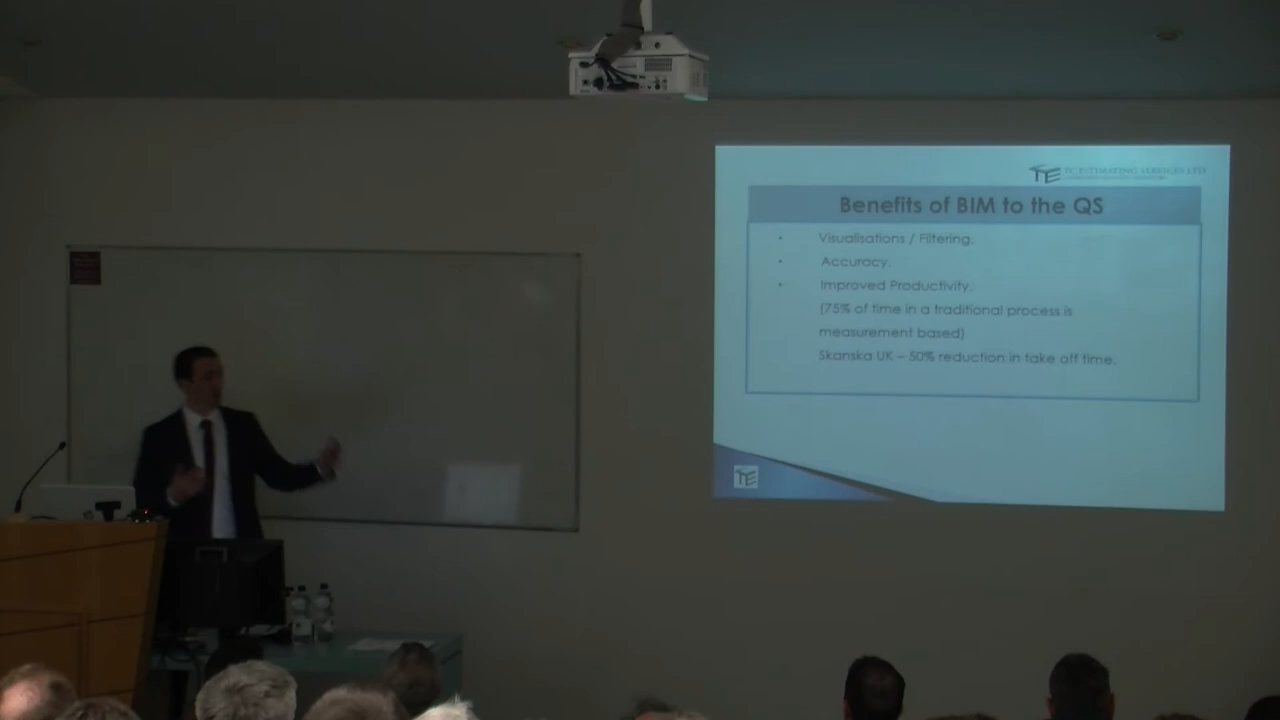 TC ESTIMATING SERVICES LTD
Benefits of BIM to the QS
• Visualisations / Filtering.
• Accuracy.
• Improved Productivity.
(75% of time in a traditional process is
measurement based)
Skanska UK – 50% reduction in take off time.
TE